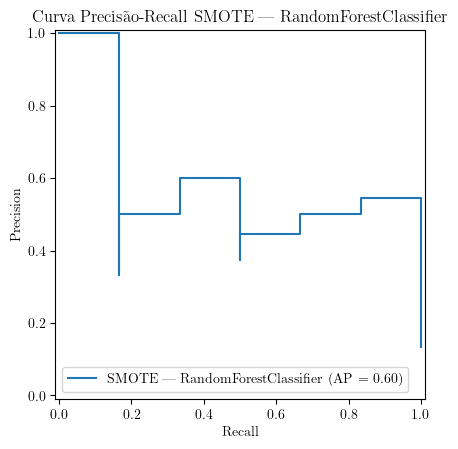 Curva Precisão-Recall SMOTE — RandomForestClassifier
1.0
0.8
0.6
0.4
0.2
0.0
Precision
SMOTE — RandomForestClassifier (AP = 0.60)
0.0 0.2 0.4 0.6 0.8 1.0
Recall